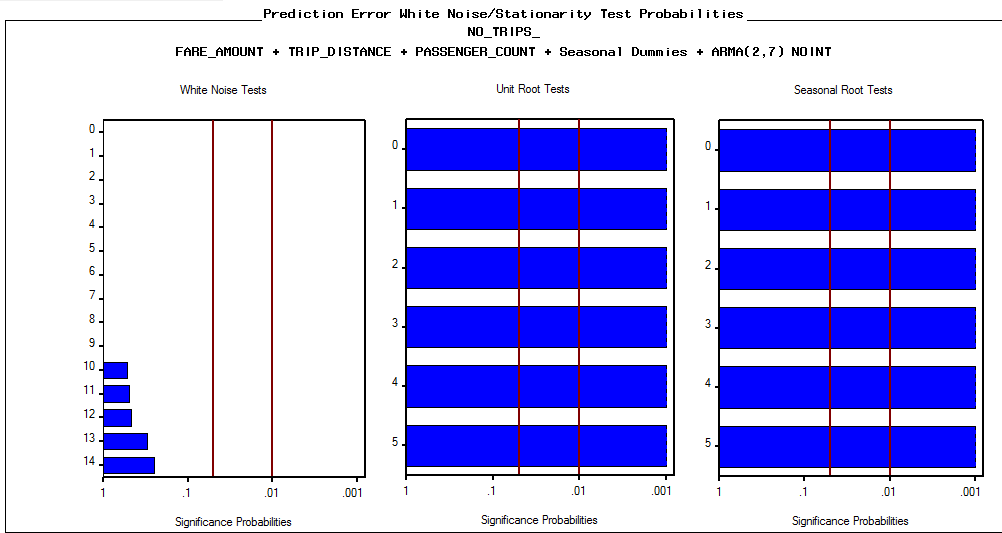 Prediction Error White Noise/Stationarity Test Probabilities
NO_TRIPS_
FARE_AMOUNT + TRIP_DISTANCE + PASSENGER_COUNT + Seasonal Dummies + ARMA(2,7) NOINT
White Noise Tests
0
1
2
3
4
5
6
7
8
9
10
11
12
13
14
1 .1 .01 .001
Significance Probabilities
Unit Root Tests
0
1
2
3
4
5
1 .1 .01 .001
Significance Probabilities
Seasonal Root Tests
0
1
2
3
4
5
1 .1 .01 .001
Significance Probabilities